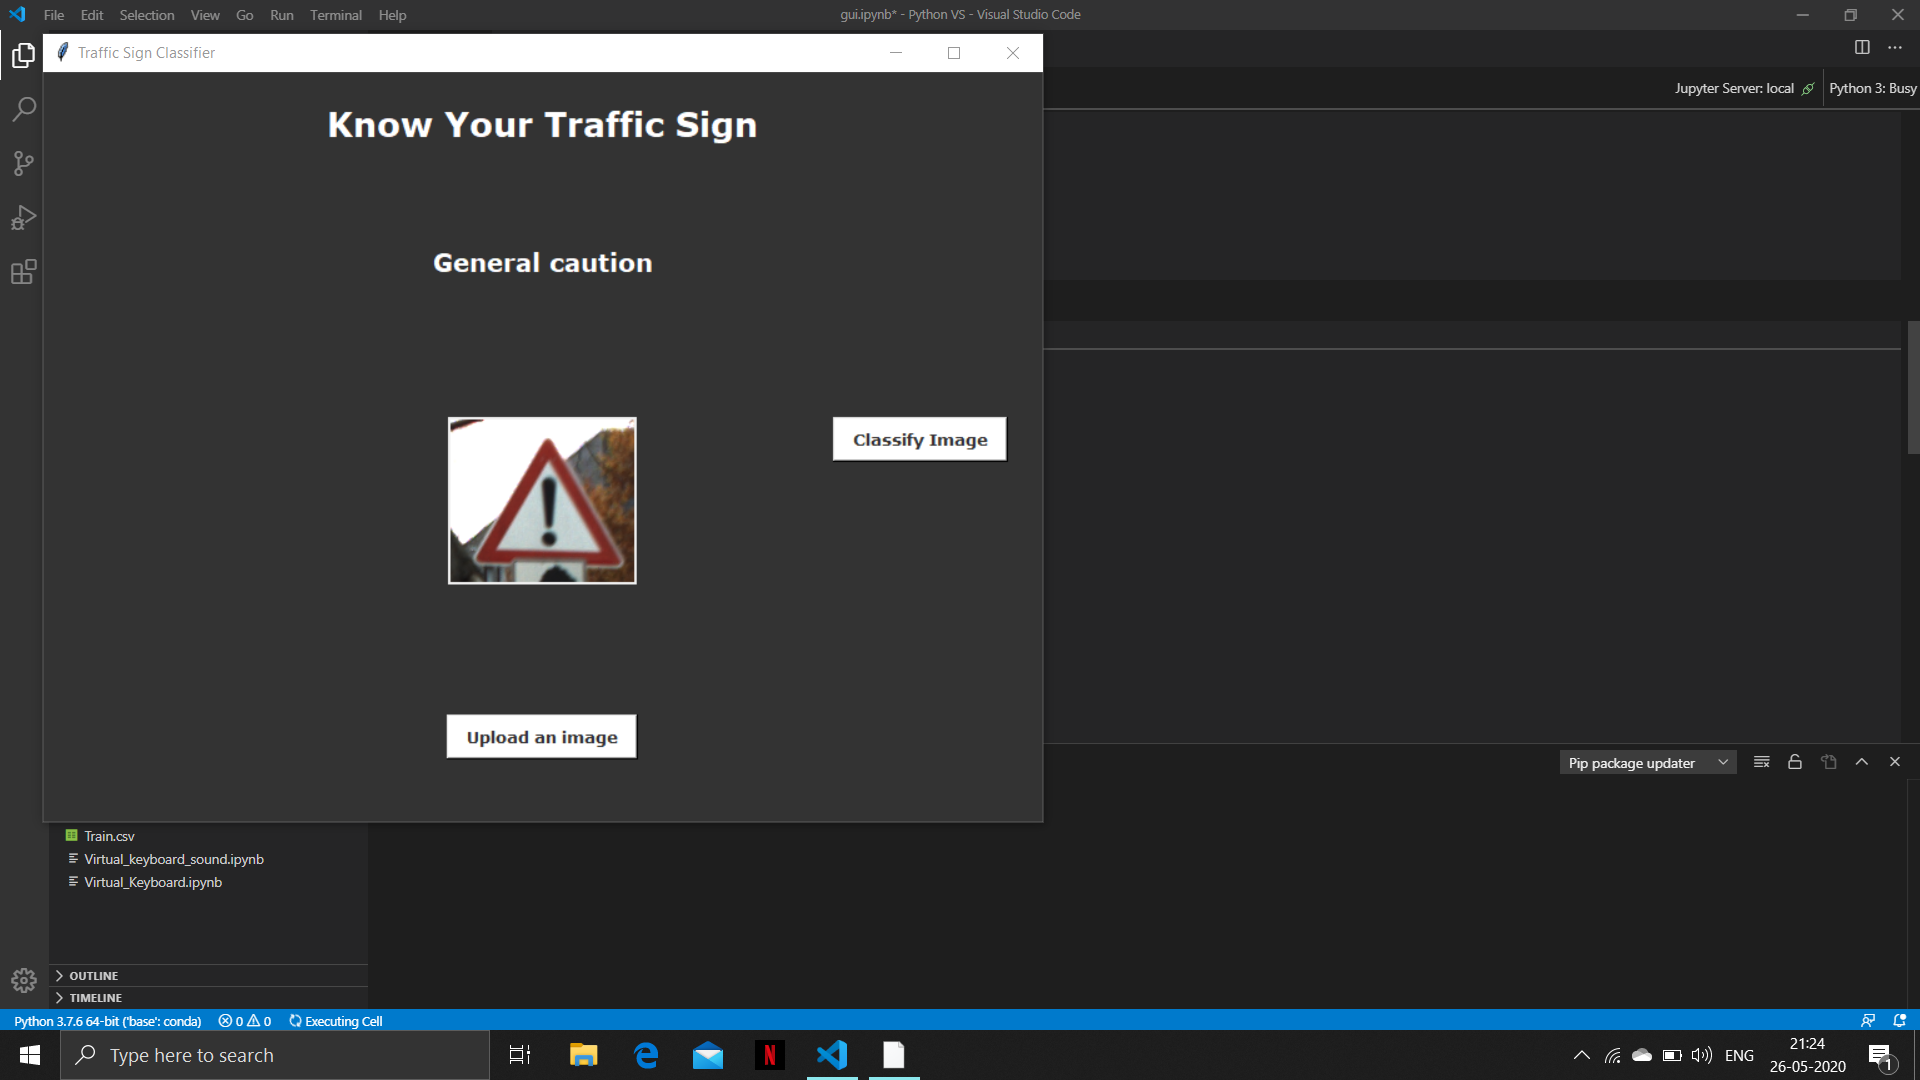 File Edit Selection View Go Run Terminal Help
gui.ipynb* - Python VS - Visual Studio Code
Traffic Sign Classifier
Jupyter Server: local
Python 3: Busy
Know Your Traffic Sign
General caution
!
Classify Image
Upload an image
Pip package updater
Train.csv
Virtual_keyboard_sound.ipynb
Virtual_Keyboard.ipynb
OUTLINE
TIMELINE
Python 3.7.6 64-bit ('base': conda) 0 0 Executing Cell
Type here to search
N
ENG
21:24
26-05-2020
1